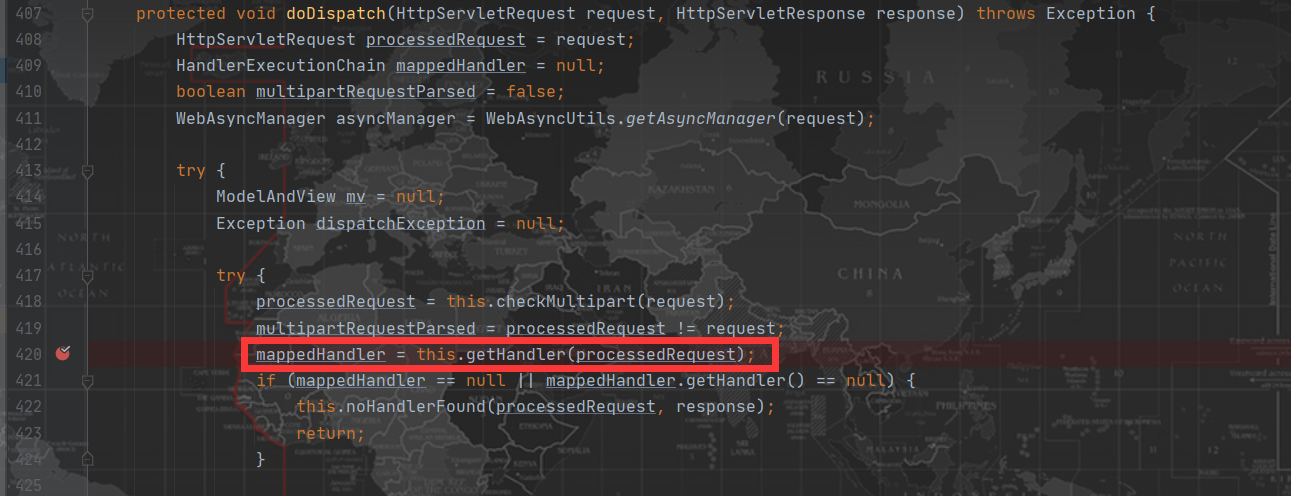 407 protected void doDispatch(HttpServletRequest request, HttpServletResponse response) throws Exception {
408 HttpServletRequest processedRequest = request;
409 HandlerExecutionChain mappedHandler = null;
410 boolean multipartRequestParsed = false;
411 WebAsyncManager asyncManager = WebAsyncUtils.getAsyncManager(request);
412
413 try {
414 ModelAndView mv = null;
415 Exception dispatchException = null;
416
417 try {
418 processedRequest = this.checkMultipart(request);
419 multipartRequestParsed = processedRequest != request;
420 mappedHandler = this.getHandler(processedRequest);
421 if (mappedHandler == null || mappedHandler.getHandler() == null) {
422 this.noHandlerFound(processedRequest, response);
423 return;
424 }
425
RUSSIA
KAZAKHSTAN
MONGOLIA
CHINA
IRAN
TURKEY
NORTH
ATLANTIC
OCEAN
NORTH
PACIFIC
OCEAN
PHILIPPINES
MALAYSIA